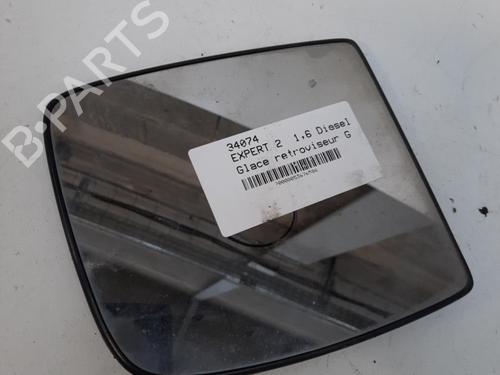 B-PARTS
34074
EXPERT 2 1,6 Diesel
Glace retroviseur G